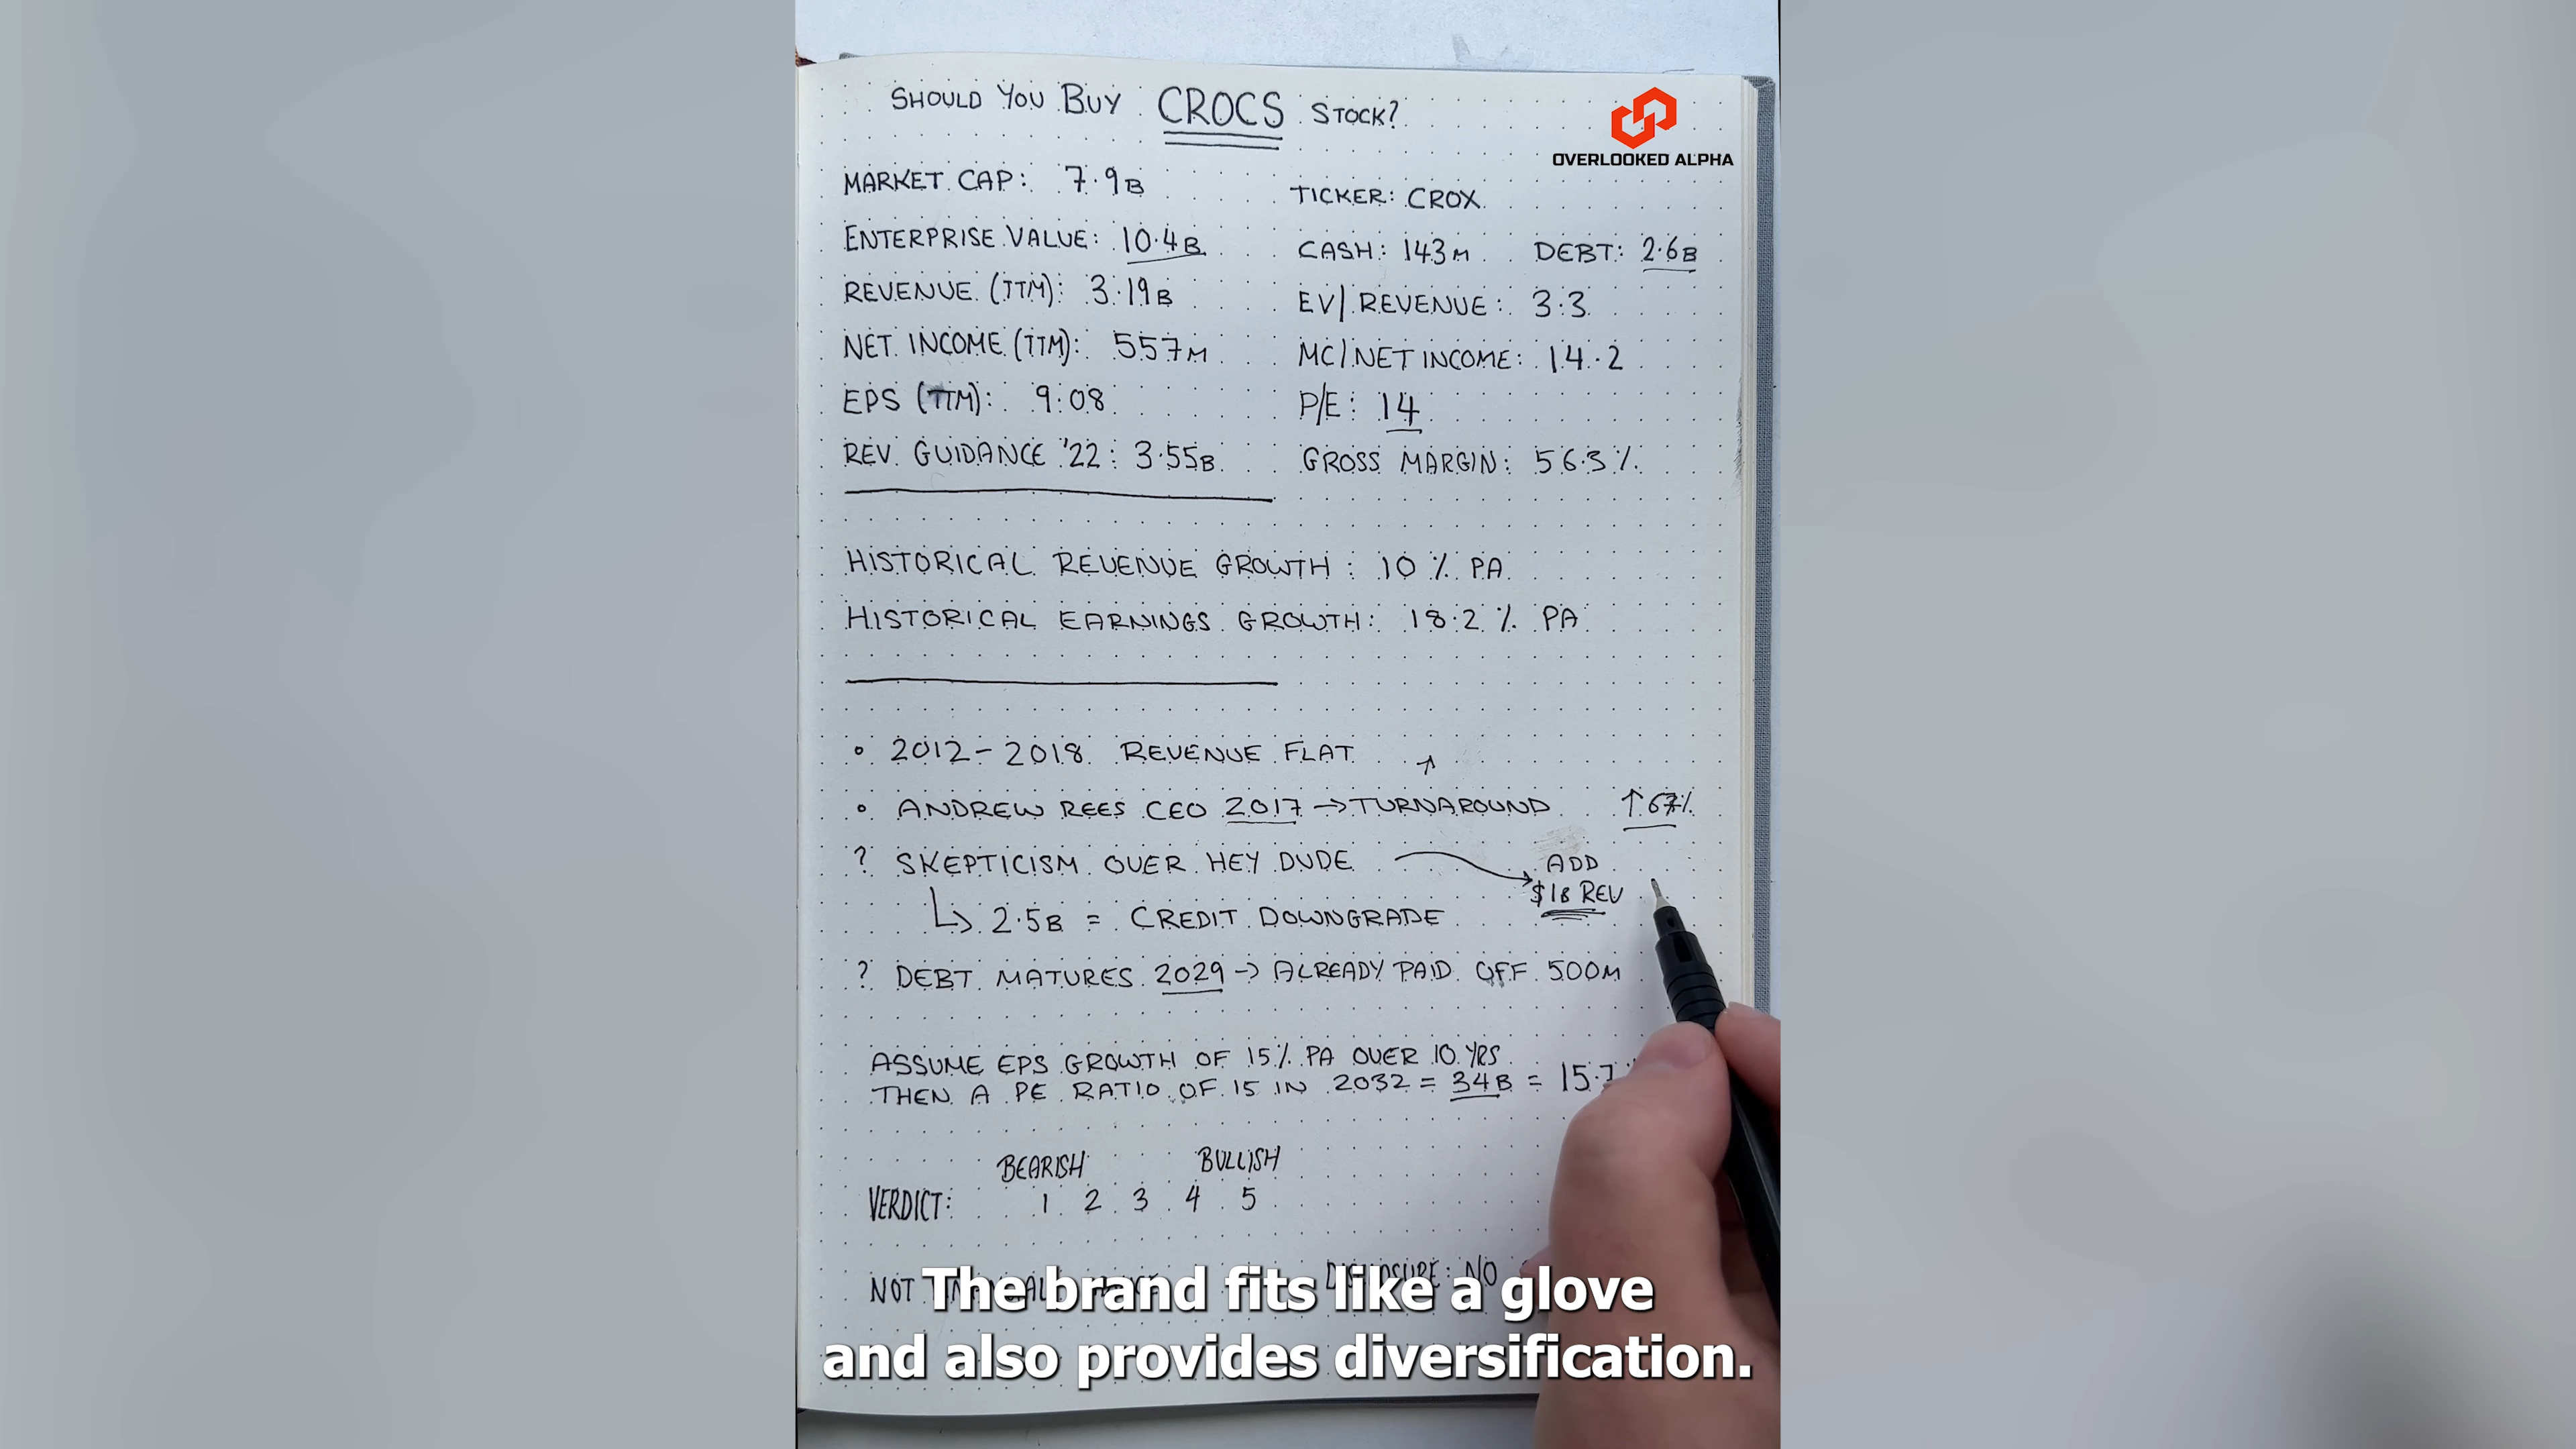 SHOULD YOU BUY CROCS STOCK?
OVERLOOKED ALPHA
MARKET CAP: 7.9B
TICKER: CROX
ENTERPRISE VALUE: 10.4B
CASH: 143M DEBT: 2.6B
REVENUE (TTM): 3.19B
EV/REVENUE: 3.3
NET INCOME (TTM): 557M
MC/NET INCOME: 14.2
EPS (TTM): 9.08
P/E: 14
REV. GUIDANCE '22: 3.55B
GROSS MARGIN: 56.3%
HISTORICAL REVENUE GROWTH: 10% PA
HISTORICAL EARNINGS GROWTH: 18.2% PA
° 2012-2018 REVENUE FLAT ↑
° ANDREW REES CEO 2017 → TURNAROUND ↑67%
? SKEPTICISM OVER HEY DUDE → ADD
$1B REV
↳ 2.5B = CREDIT DOWNGRADE
? DEBT MATURES 2029 → ALREADY PAID OFF 500M
ASSUME EPS GROWTH OF 15% PA OVER 10 YRS
THEN A PE RATIO OF 15 IN 2032 = 34B =
BEARISH BULLISH
VERDICT: 1 2 3 4 5
NOT DISCLOSURE: NO
The brand fits like a glove
and also provides diversification.